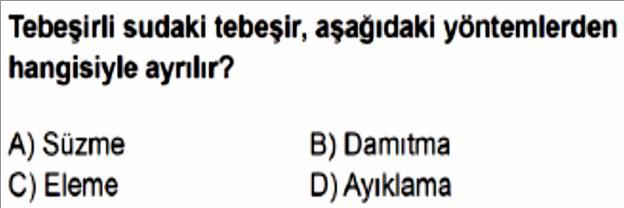 Tebeşirli sudaki tebeşir, aşağıdaki yöntemlerden
hangisiyle ayrılır?
A) Süzme B) Damıtma
C) Eleme D) Ayıklama